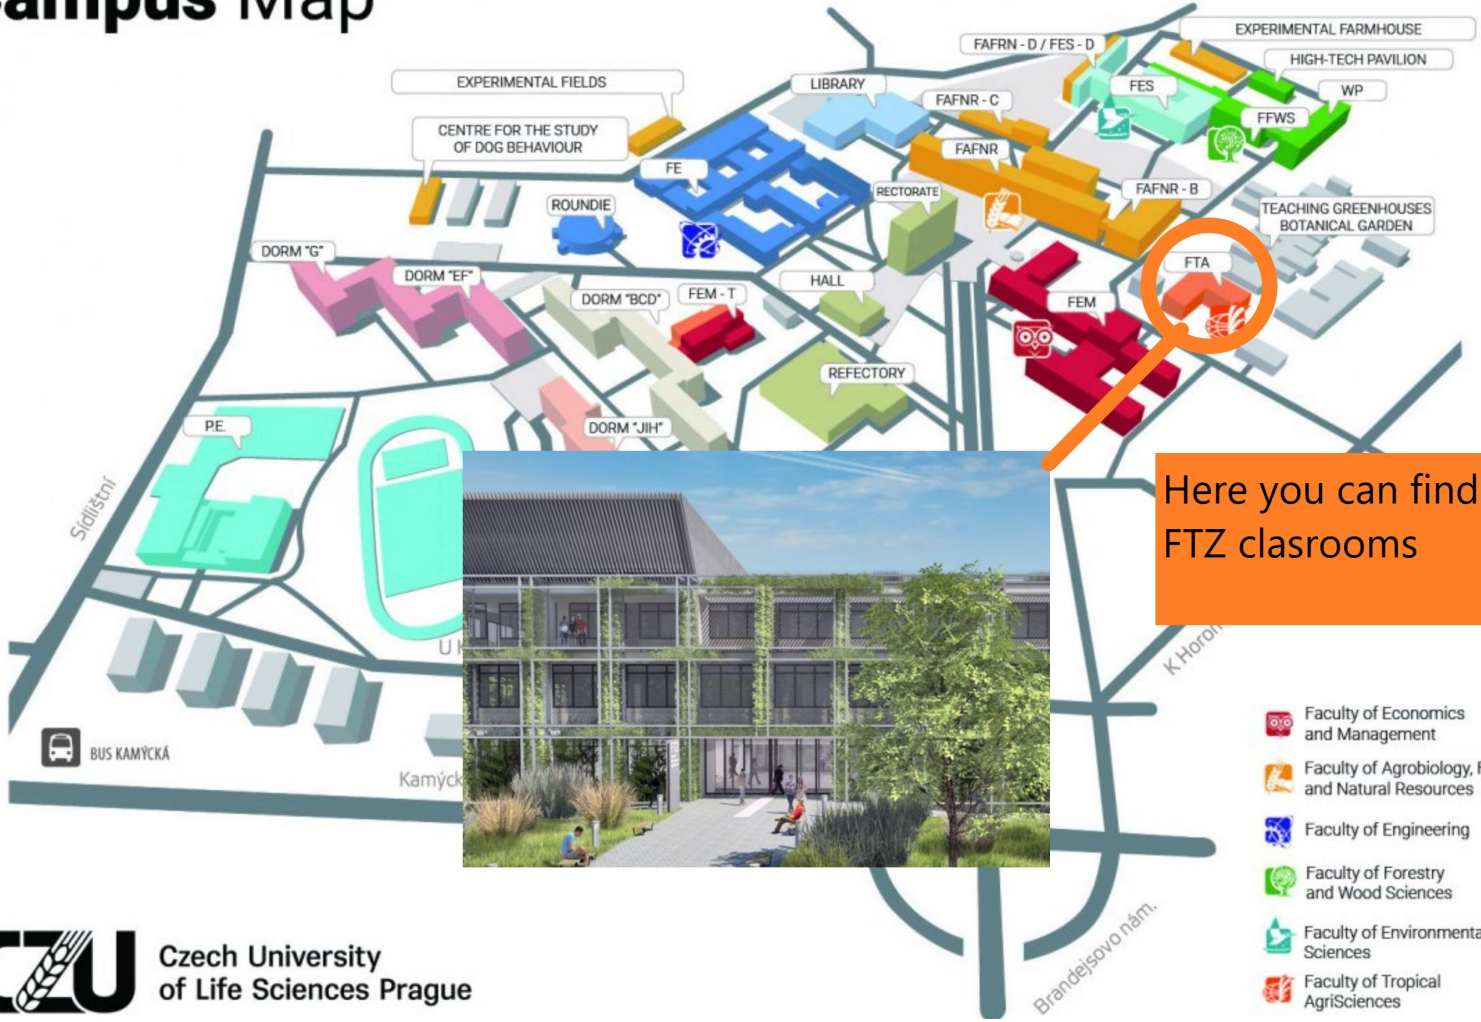 Campus Map
EXPERIMENTAL FIELDS
CENTRE FOR THE STUDY
OF DOG BEHAVIOUR
LIBRARY
FAFRN - D / FES - D
EXPERIMENTAL FARMHOUSE
HIGH-TECH PAVILION
WP
FES
FFWS
FAFNR - C
FAFNR
FAFNR - B
FE
ROUNDIE
RECTORATE
TEACHING GREENHOUSES
BOTANICAL GARDEN
FTA
DORM "G"
DORM "EF"
DORM "BCD"
FEM - T
HALL
FEM
REFECTORY
P.E.
DORM "JIH"
Sídlištní
Here you can find
FTZ clasrooms
U K
K Horom
BUS KAMÝCKÁ
Kamýck
Brandejsovo nám.
Faculty of Economics
and Management
Faculty of Agrobiology, F
and Natural Resources
Faculty of Engineering
Faculty of Forestry
and Wood Sciences
Faculty of Environmenta
Sciences
Faculty of Tropical
AgriSciences
CZU
Czech University
of Life Sciences Prague